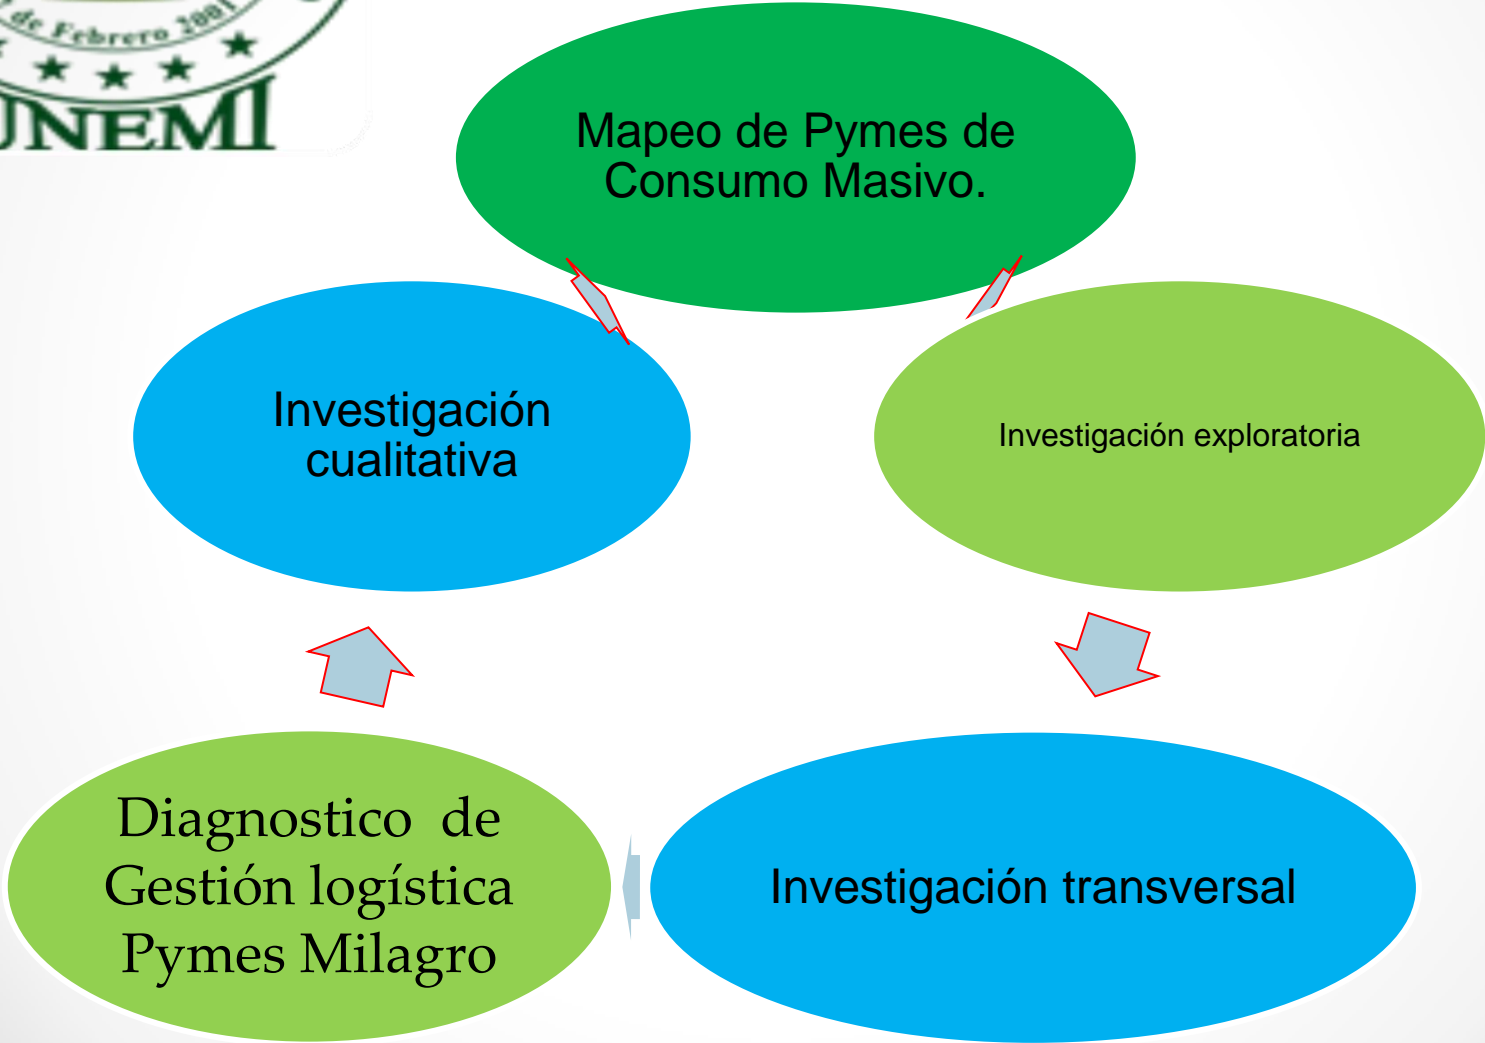 de Febrero 2001
UNEMI
Mapeo de Pymes de
Consumo Masivo.
Investigación
cualitativa
Investigación exploratoria
Diagnostico de
Gestión logística
Pymes Milagro
Investigación transversal